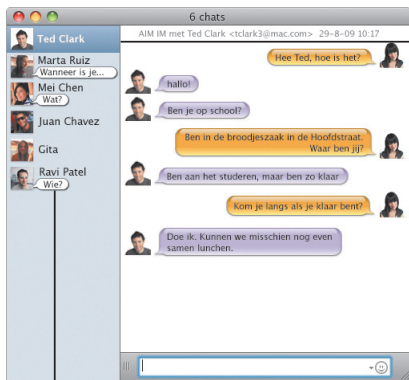 6 chats
Ted Clark
Marta Ruiz
Wanneer is je...
Mei Chen
Wat?
Juan Chavez
Gita
Ravi Patel
Wie?
AIM IM met Ted Clark <tclark3@mac.com> 29-8-09 10:17
Hee Ted, hoe is het?
hallo!
Ben je op school?
Ben in de broodjeszaak in de Hoofdstraat.
Waar ben jij?
Ben aan het studeren, maar ben zo klaar
Kom je langs als je klaar bent?
Doe ik. Kunnen we misschien nog even
samen lunchen.